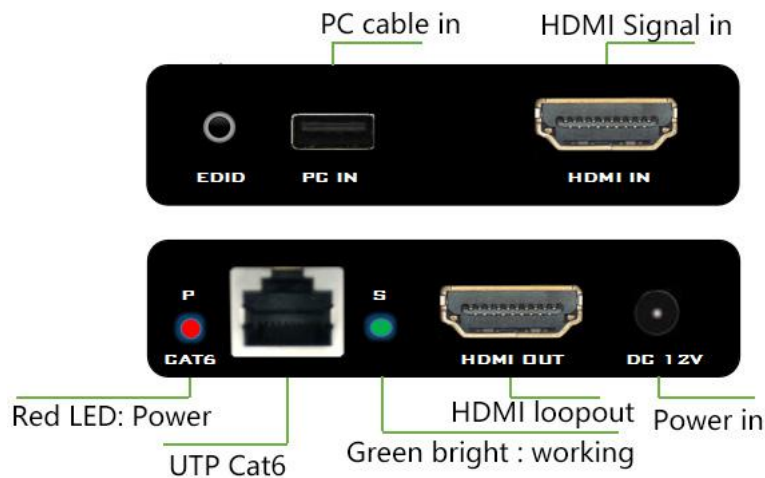 PC cable in
HDMI Signal in
EDID
PC IN
HDMI IN
P
S
CAT6
HDMI OUT
DC 12V
Red LED: Power
HDMI loopout
Power in
UTP Cat6
Green bright : working